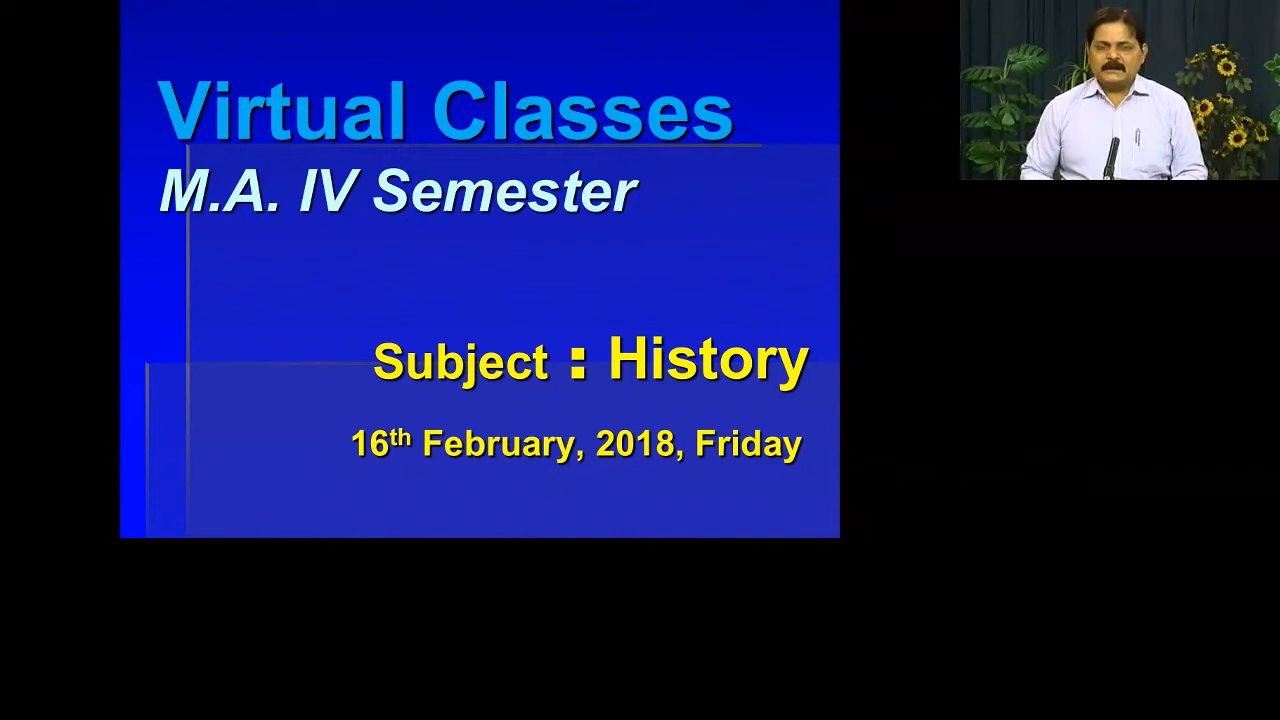 Virtual Classes
M.A. IV Semester
Subject : History
16th February, 2018, Friday